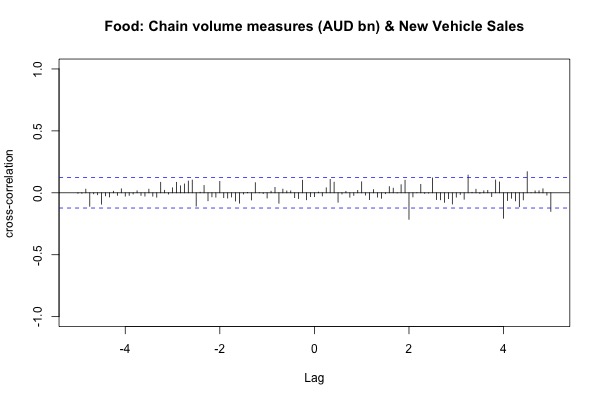 Food: Chain volume measures (AUD bn) & New Vehicle Sales
cross-correlation
1.0
0.5
0.0
-0.5
-1.0
-4 -2 0 2 4
Lag